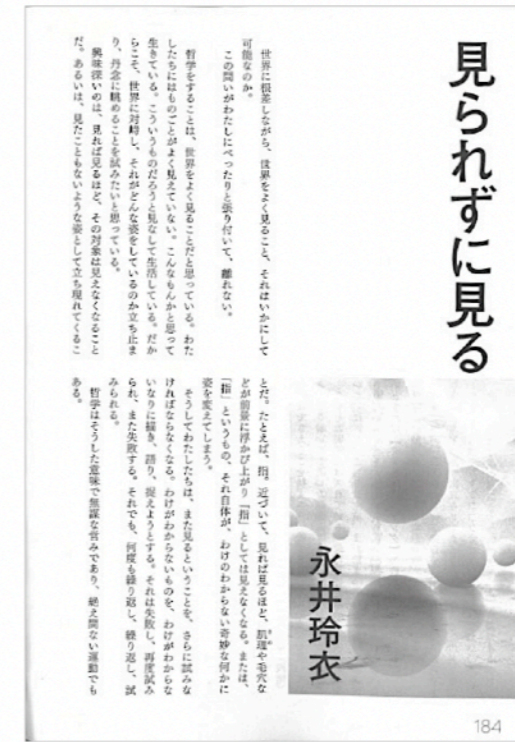 見られずに見る
永井玲衣
世界に根差しながら、世界をよく見ること、それはいかにして
可能なのか。
この問いがわたしにべったりと張り付いて、離れない。
哲学をすることは、世界をよく見ることだと思っている。わた
したちにはものごとがよく見えていない。こんなもんかと思って
生きている。こういうものだろうと見なして生活している。だか
らこそ、世界に対峙し、それがどんな姿をしているのか立ち止ま
り、丹念に眺めることを試みたいと思っている。
興味深いのは、見れば見るほど、その対象は見えなくなること
だ。あるいは、見たこともないような姿として立ち現れてくるこ
とだ。たとえば、指。近づいて、見れば見るほど、肌理や毛穴な
どが前景に浮かび上がり「指」としては見えなくなる。または、
「指」というもの、それ自体が、わけのわからない奇妙な何かに
姿を変えてしまう。
そうしてわたしたちは、また見るということを、さらに試みな
ければならなくなる。わけがわからないものを、わけがわからな
いなりに描き、語り、捉えようとする。それは失敗し、再度試み
られ、また失敗する。それでも、何度も繰り返し、繰り返し、試
みられる。
哲学はそうした意味で無謀な営みであり、絶え間ない運動でも
ある。
184